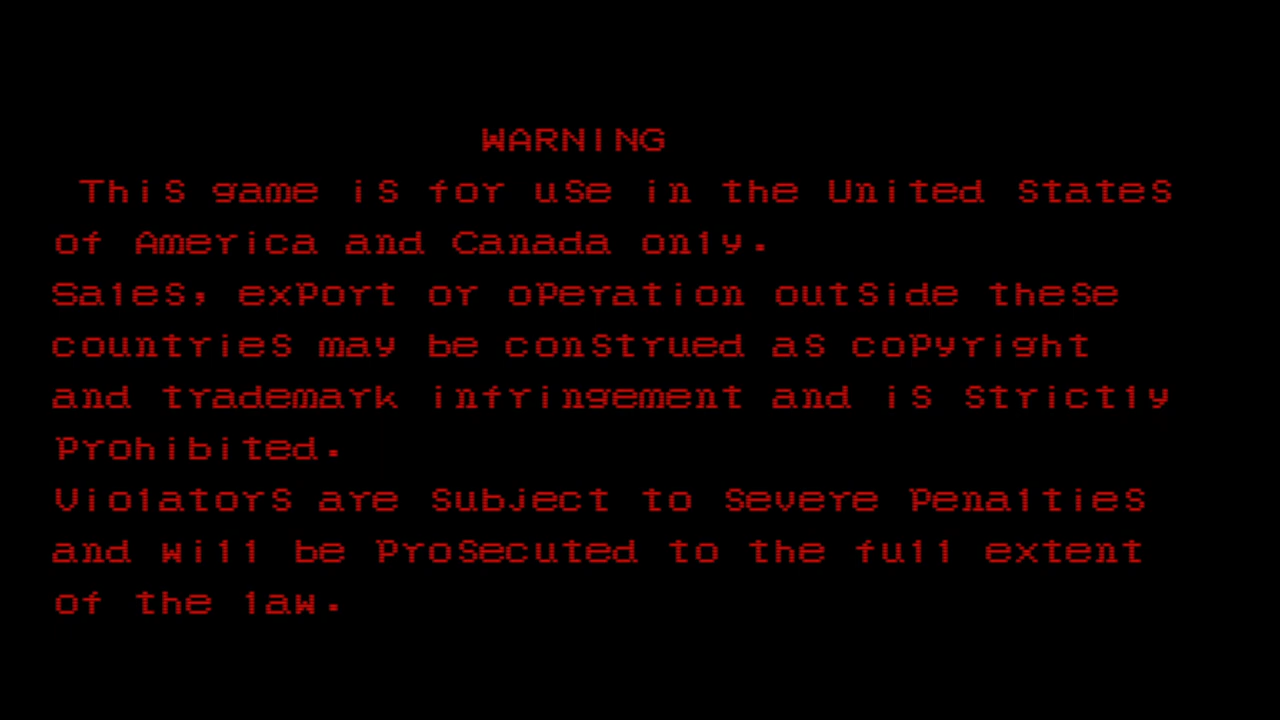 WARNING
This game is for use in the United States
of America and Canada only.
Sales, export or operation outside these
countries may be construed as copyright
and trademark infringement and is strictly
prohibited.
Violators are subject to severe penalties
and will be prosecuted to the full extent
of the law.